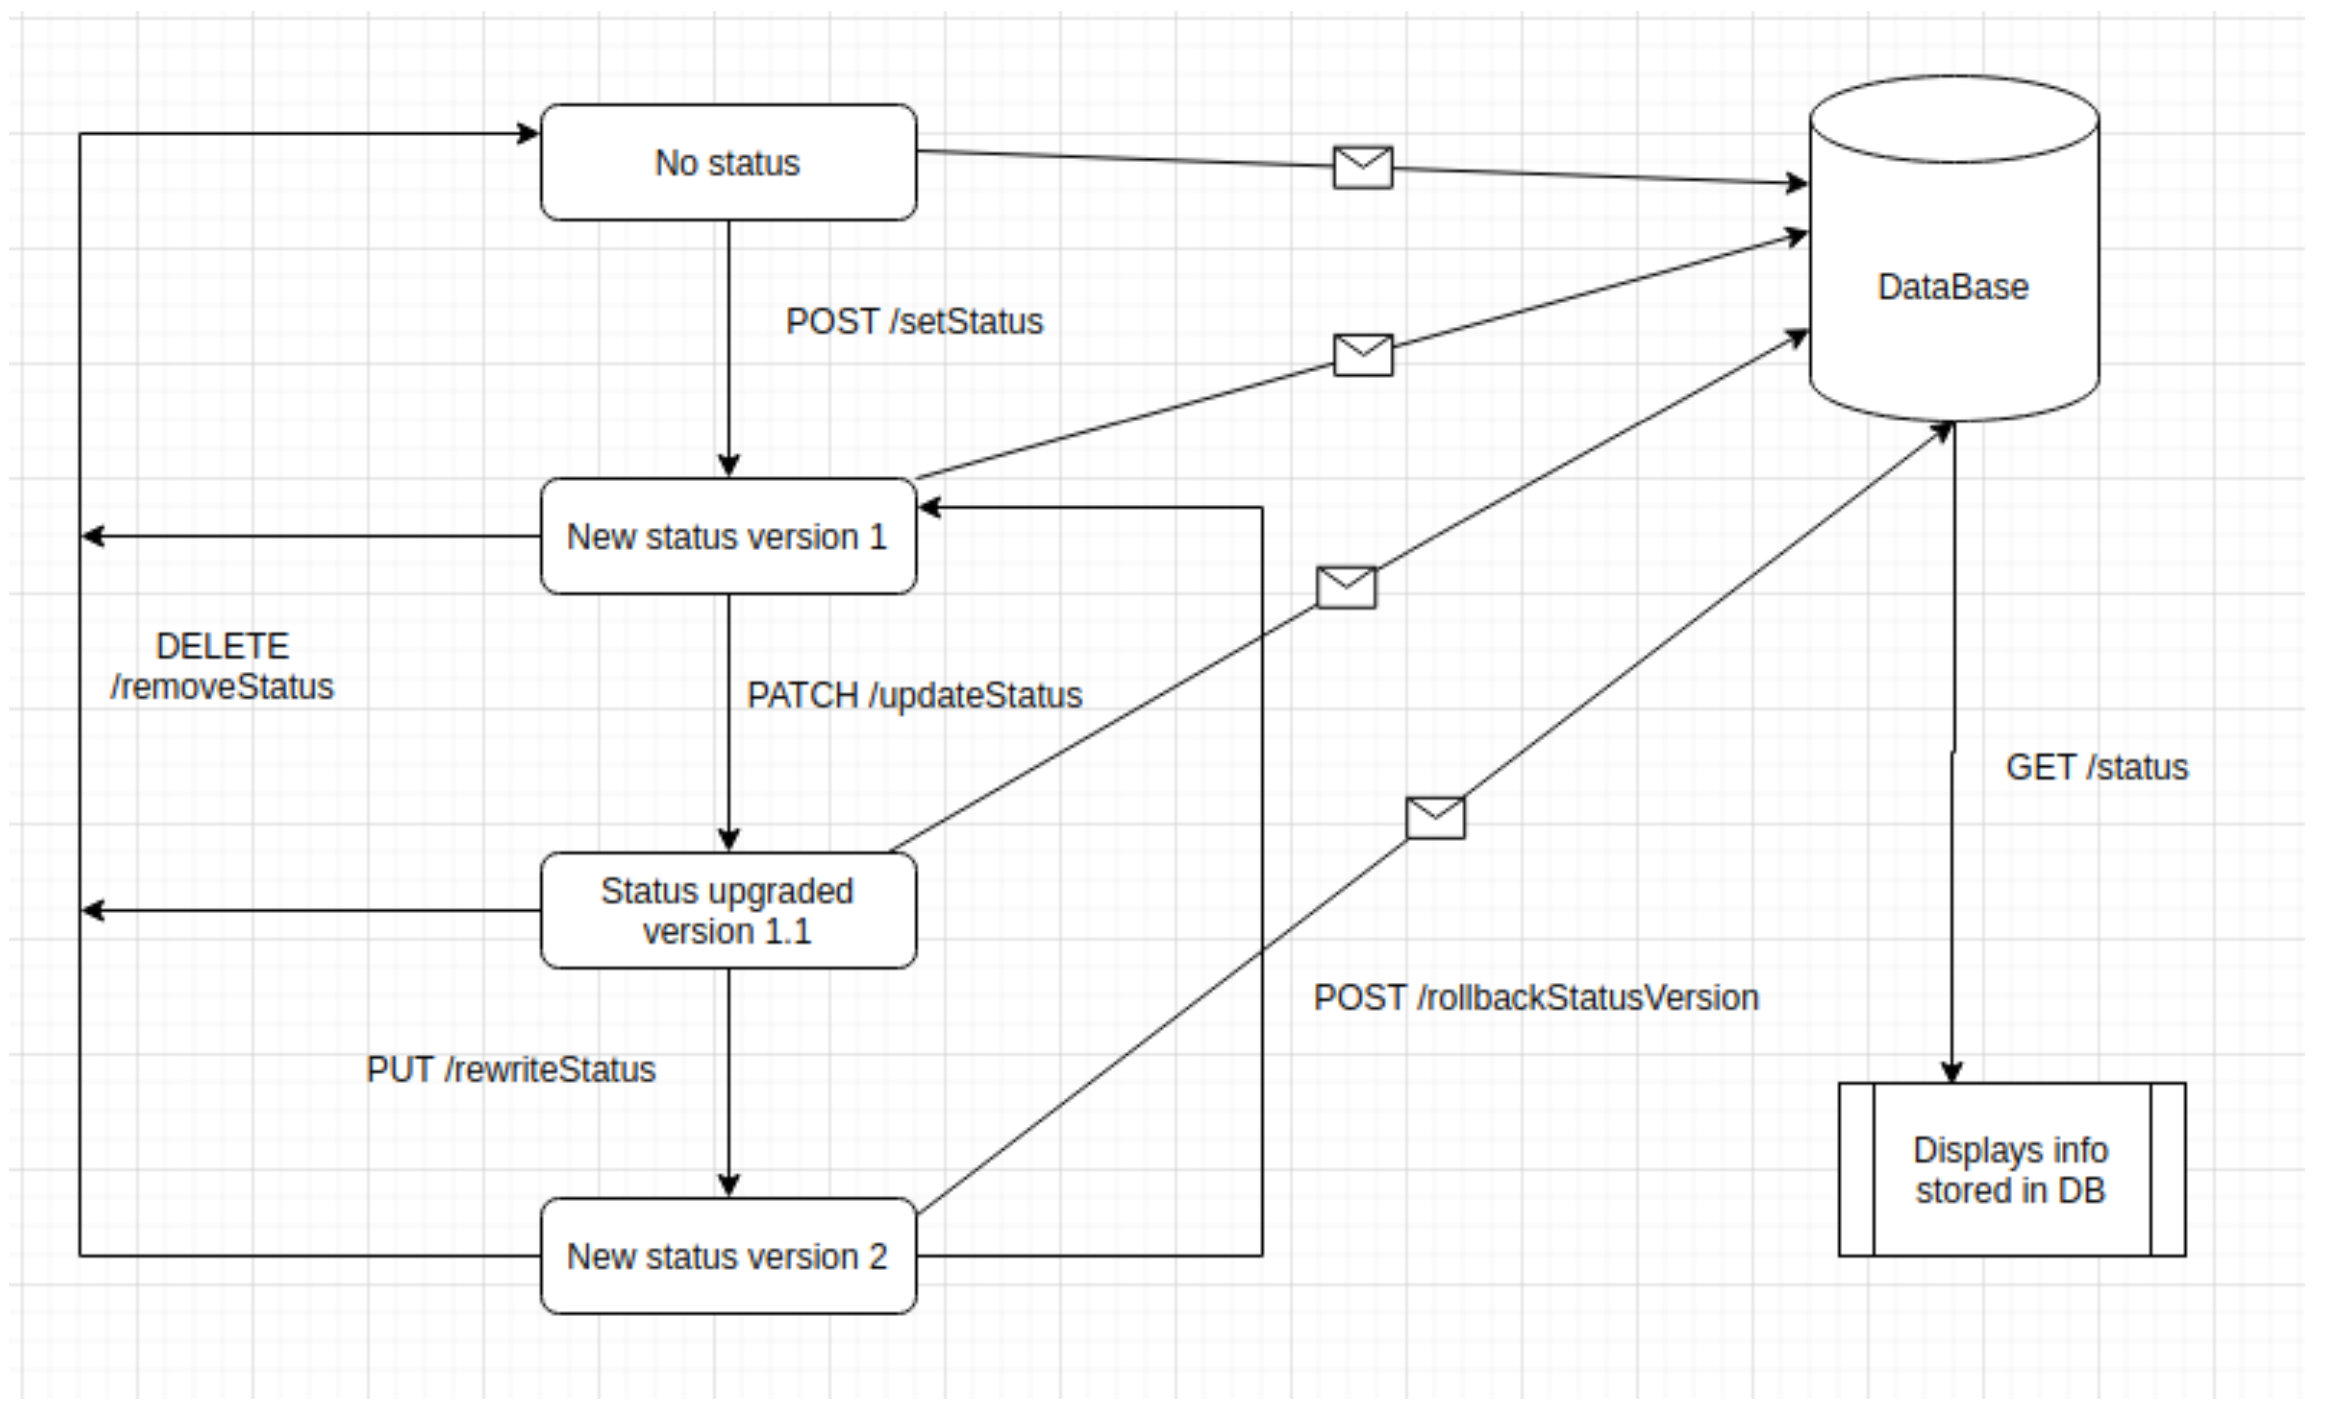 No status
DataBase
POST /setStatus
New status version 1
DELETE
/removeStatus
PATCH /updateStatus
GET /status
Status upgraded
version 1.1
POST /rollbackStatusVersion
PUT /rewriteStatus
Displays info
stored in DB
New status version 2